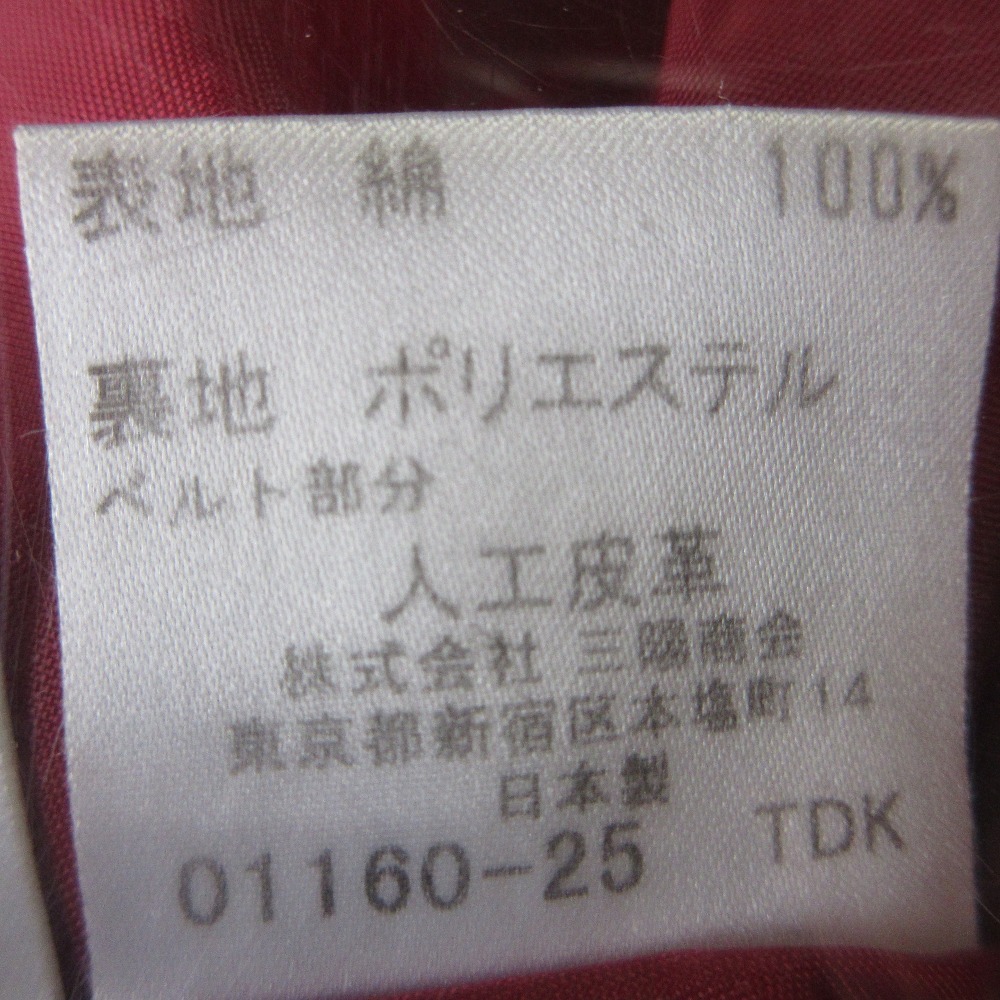 表地 綿 100%
裏地 ポリエステル
ベルト部分
人工皮革
株式会社 三陽商会
東京都新宿区本塩町14
日本製
01160-25 TDK